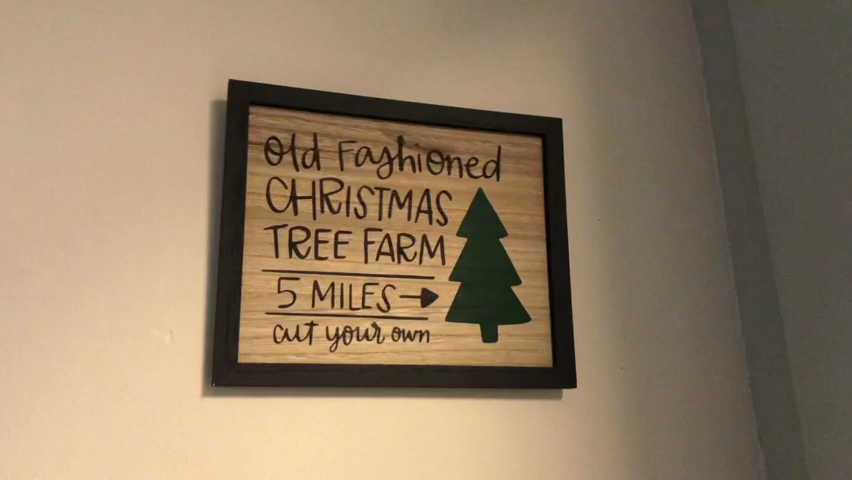 old Fashioned
CHRISTMAS
TREE FARM
5 MILES →
cut your own